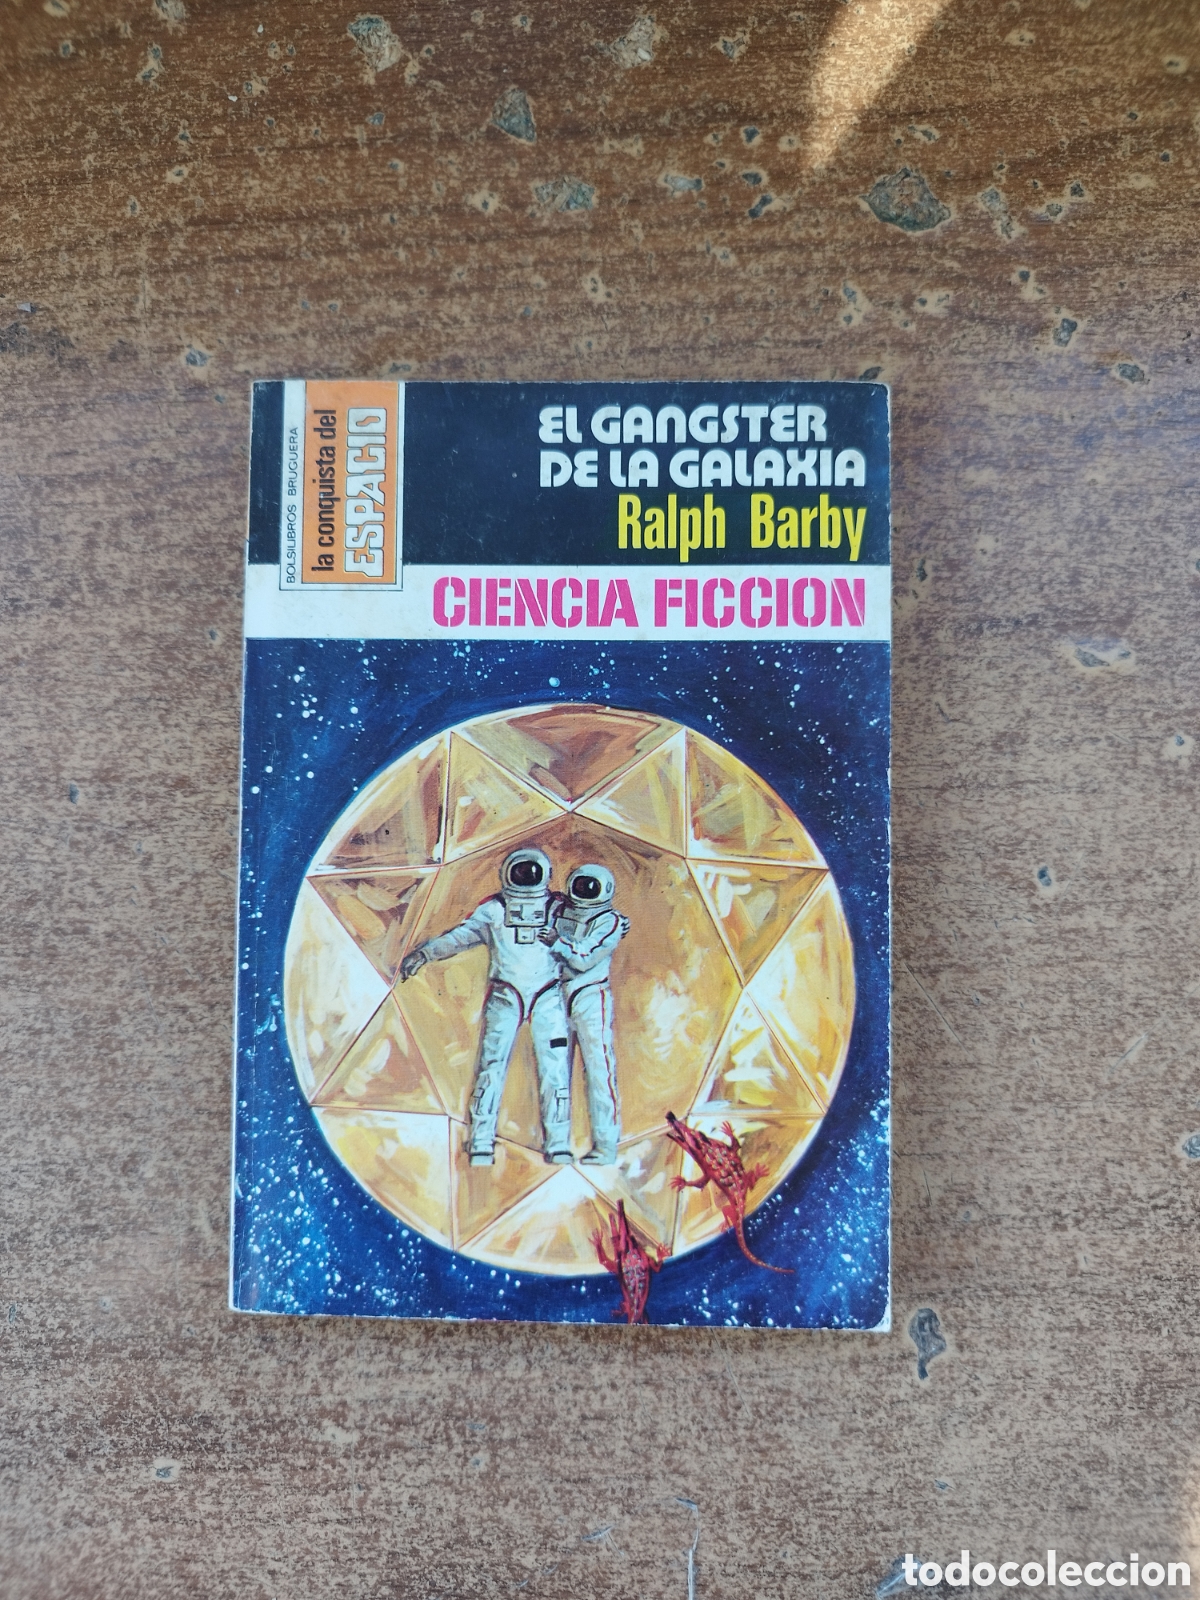 BOLSILIBROS BRUGUERA
la conquista del
ESPACIO
EL GANGSTER
DE LA GALAXIA
Ralph Barby
CIENCIA FICCION
todocoleccion